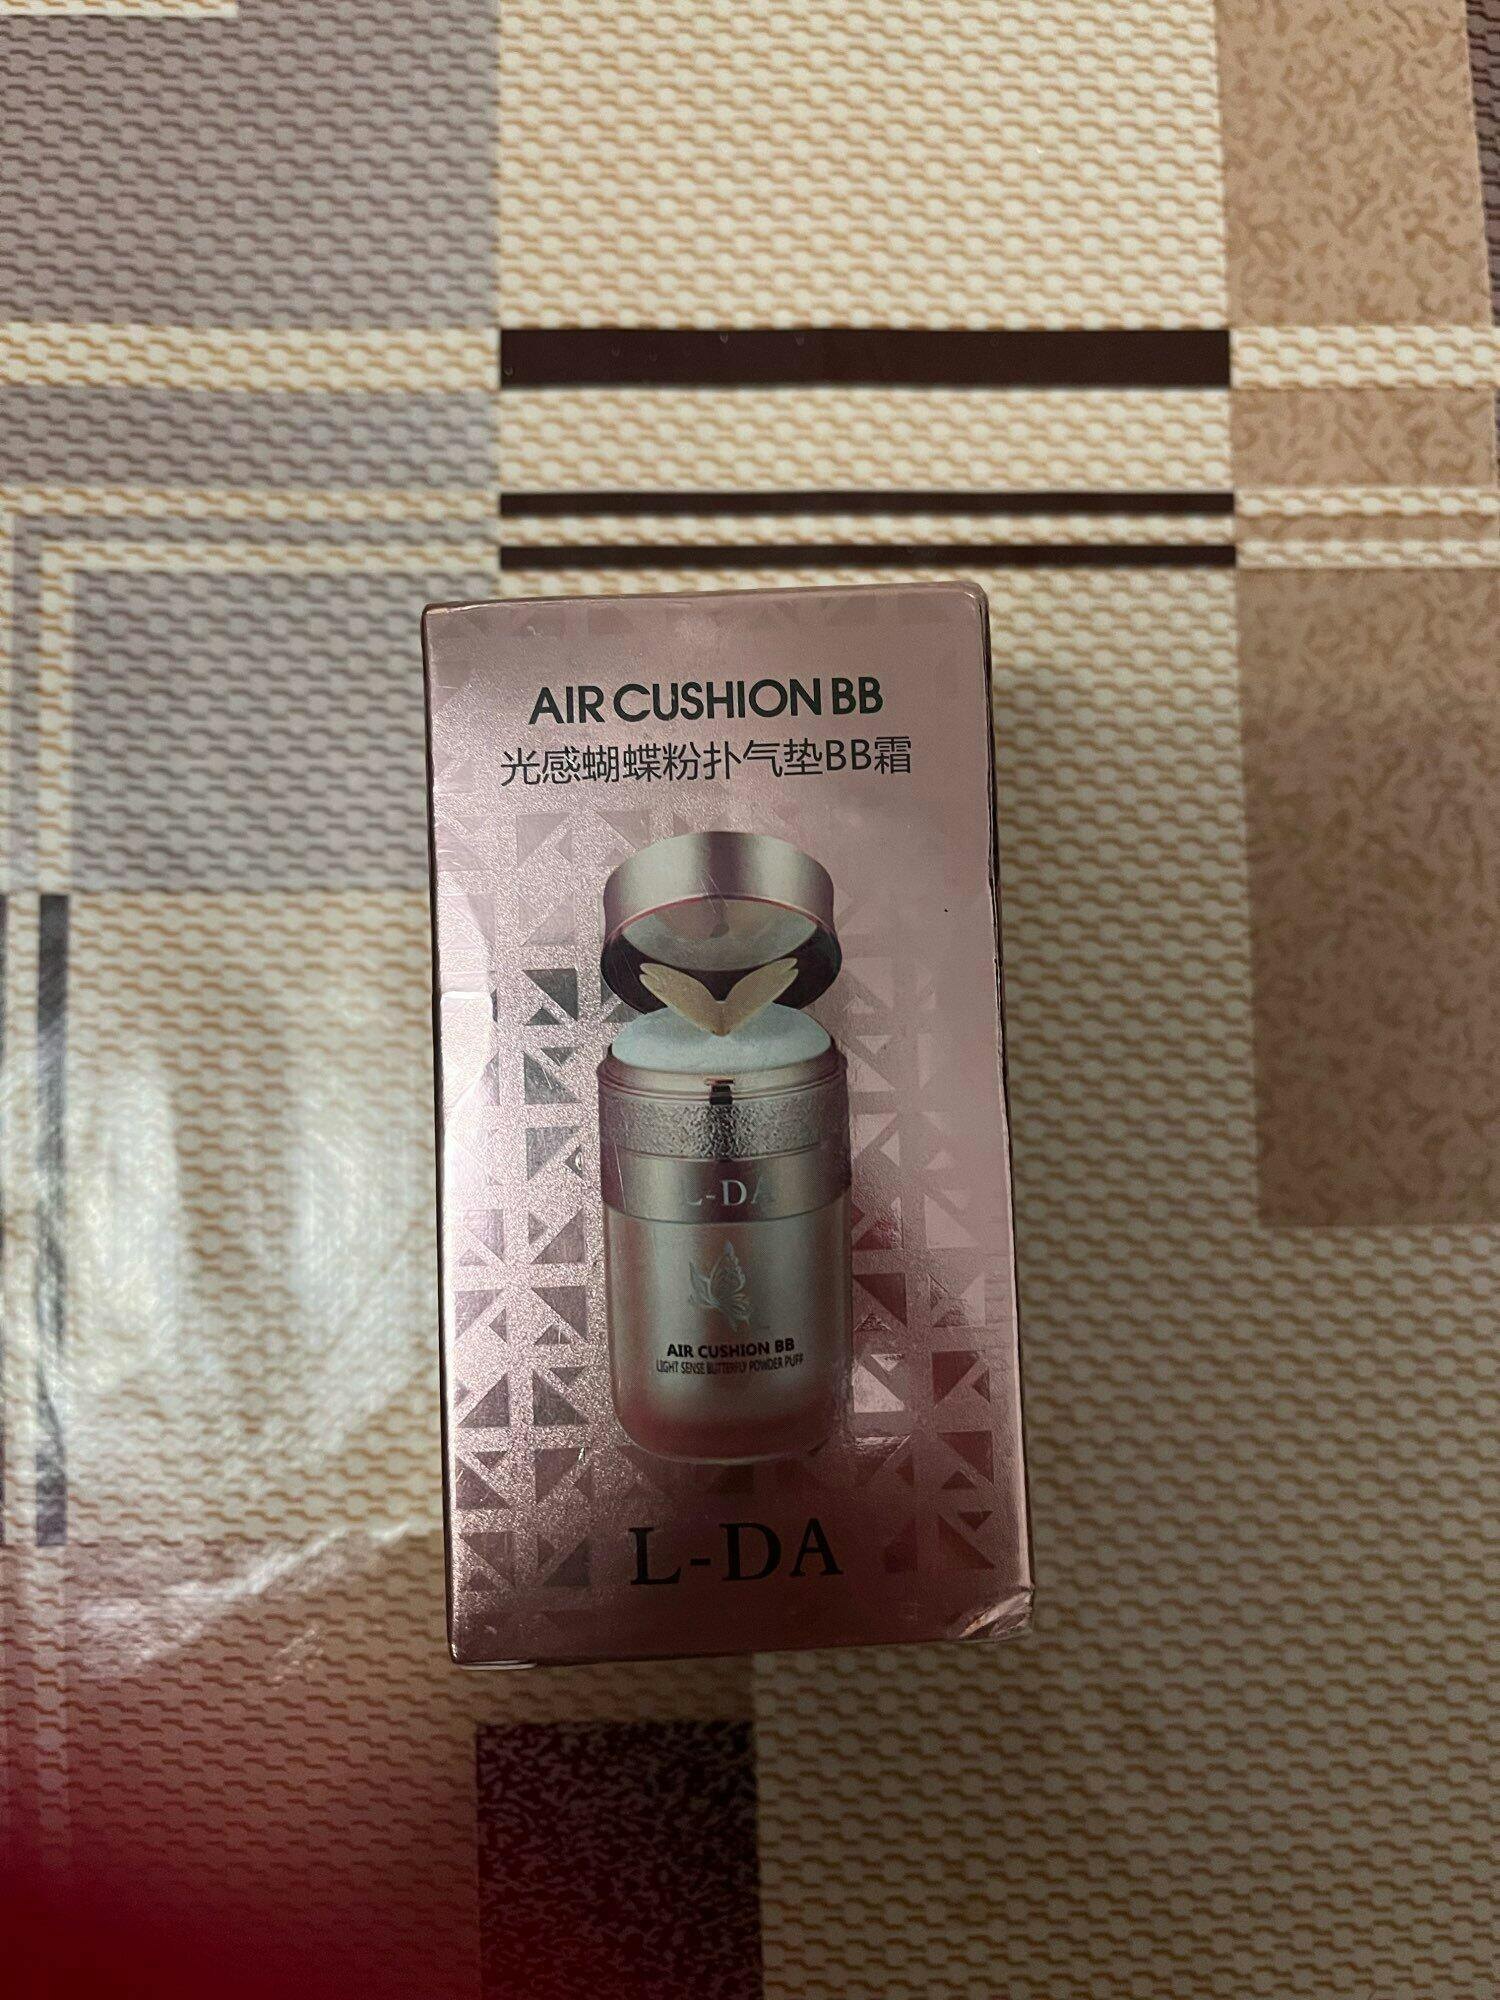 AIR CUSHION BB
光感蝴蝶粉扑气垫BB霜
L-DA
AIR CUSHION BB
LIGHT SENSE BUTTERFLY POWDER PUFF
L-DA